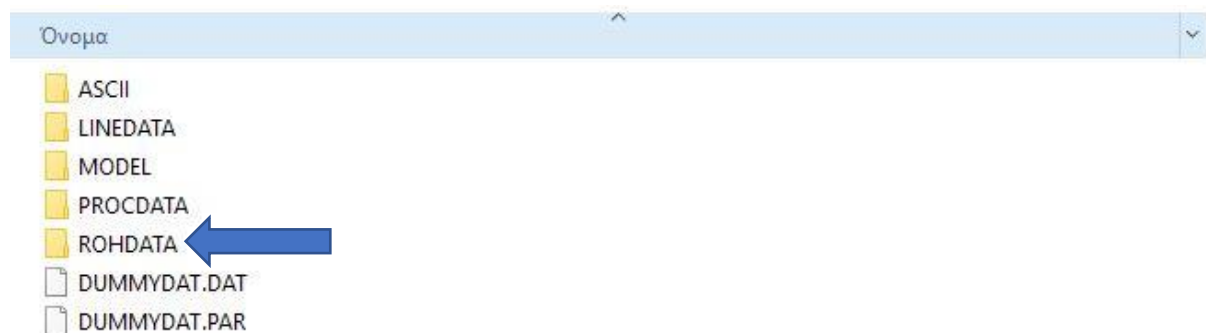 Όνομα
ASCII
LINEDATA
MODEL
PROCDATA
ROHDATA
DUMMYDAT.DAT
DUMMYDAT.PAR